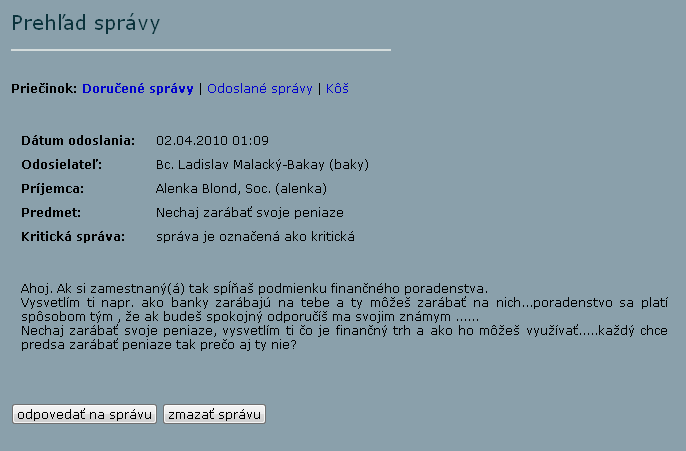 Prehľad správy
Priečinok: Doručené správy | Odoslané správy | Kôš
Dátum odoslania: 02.04.2010 01:09
Odosielateľ: Bc. Ladislav Malacký-Bakay (baky)
Príjemca: Alenka Blond, Soc. (alenka)
Predmet: Nechaj zarábať svoje peniaze
Kritická správa: správa je označená ako kritická
Ahoj. Ak si zamestnaný(á) tak spĺňaš podmienku finančného poradenstva.
Vysvetlím ti napr. ako banky zarábajú na tebe a ty môžeš zarábať na nich...poradenstvo sa platí
spôsobom tým , že ak budeš spokojný odporučíš ma svojim známym ......
Nechaj zarábať svoje peniaze, vysvetlím ti čo je finančný trh a ako ho môžeš využívať.....každý chce
predsa zarábať peniaze tak prečo aj ty nie?
odpovedať na správu zmazať správu